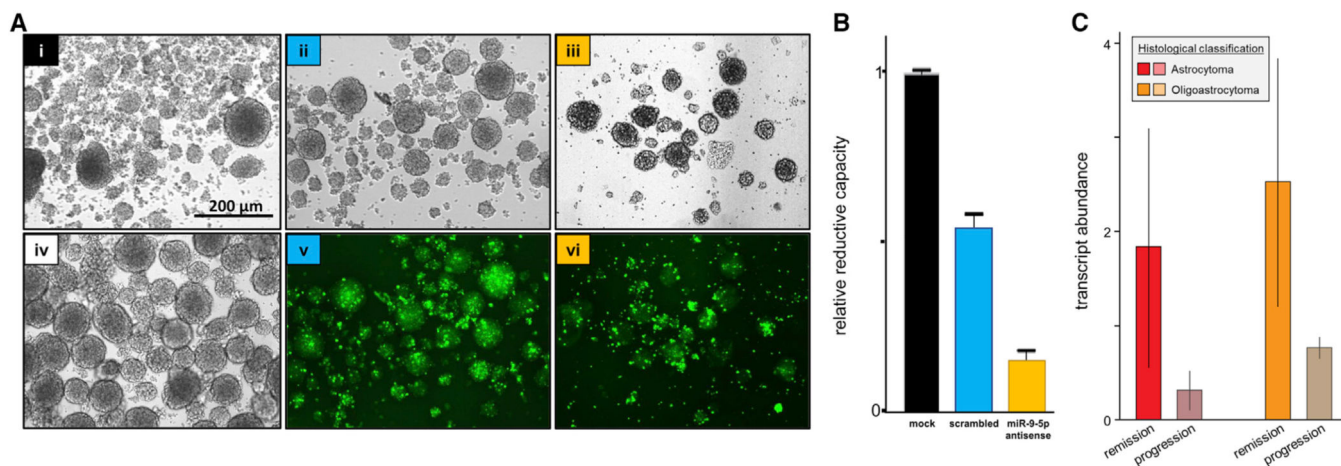 A
i
ii
iii
200 µm
iv
v
vi
B
relative reductive capacity
1
0
mock
scrambled
miR-9-5p
antisense
C
transcript abundance
4
2
0
Histological classification
Astrocytoma
Oligoastrocytoma
remission
progression
remission
progression